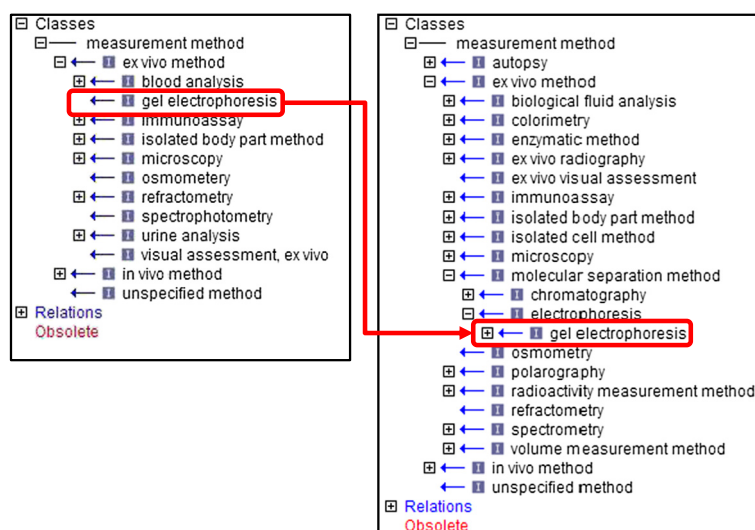 Classes
measurement method
ex vivo method
blood analysis
gel electrophoresis
immunoassay
isolated body part method
microscopy
osmometery
refractometry
spectrophotometry
urine analysis
visual assessment, ex vivo
in vivo method
unspecified method
Relations
Obsolete
Classes
measurement method
autopsy
ex vivo method
biological fluid analysis
colorimetry
enzymatic method
ex vivo radiography
ex vivo visual assessment
immunoassay
isolated body part method
isolated cell method
microscopy
molecular separation method
chromatography
electrophoresis
gel electrophoresis
osmometry
polarography
radioactivity measurement method
refractometry
spectrometry
volume measurement method
in vivo method
unspecified method
Relations
Obsolete